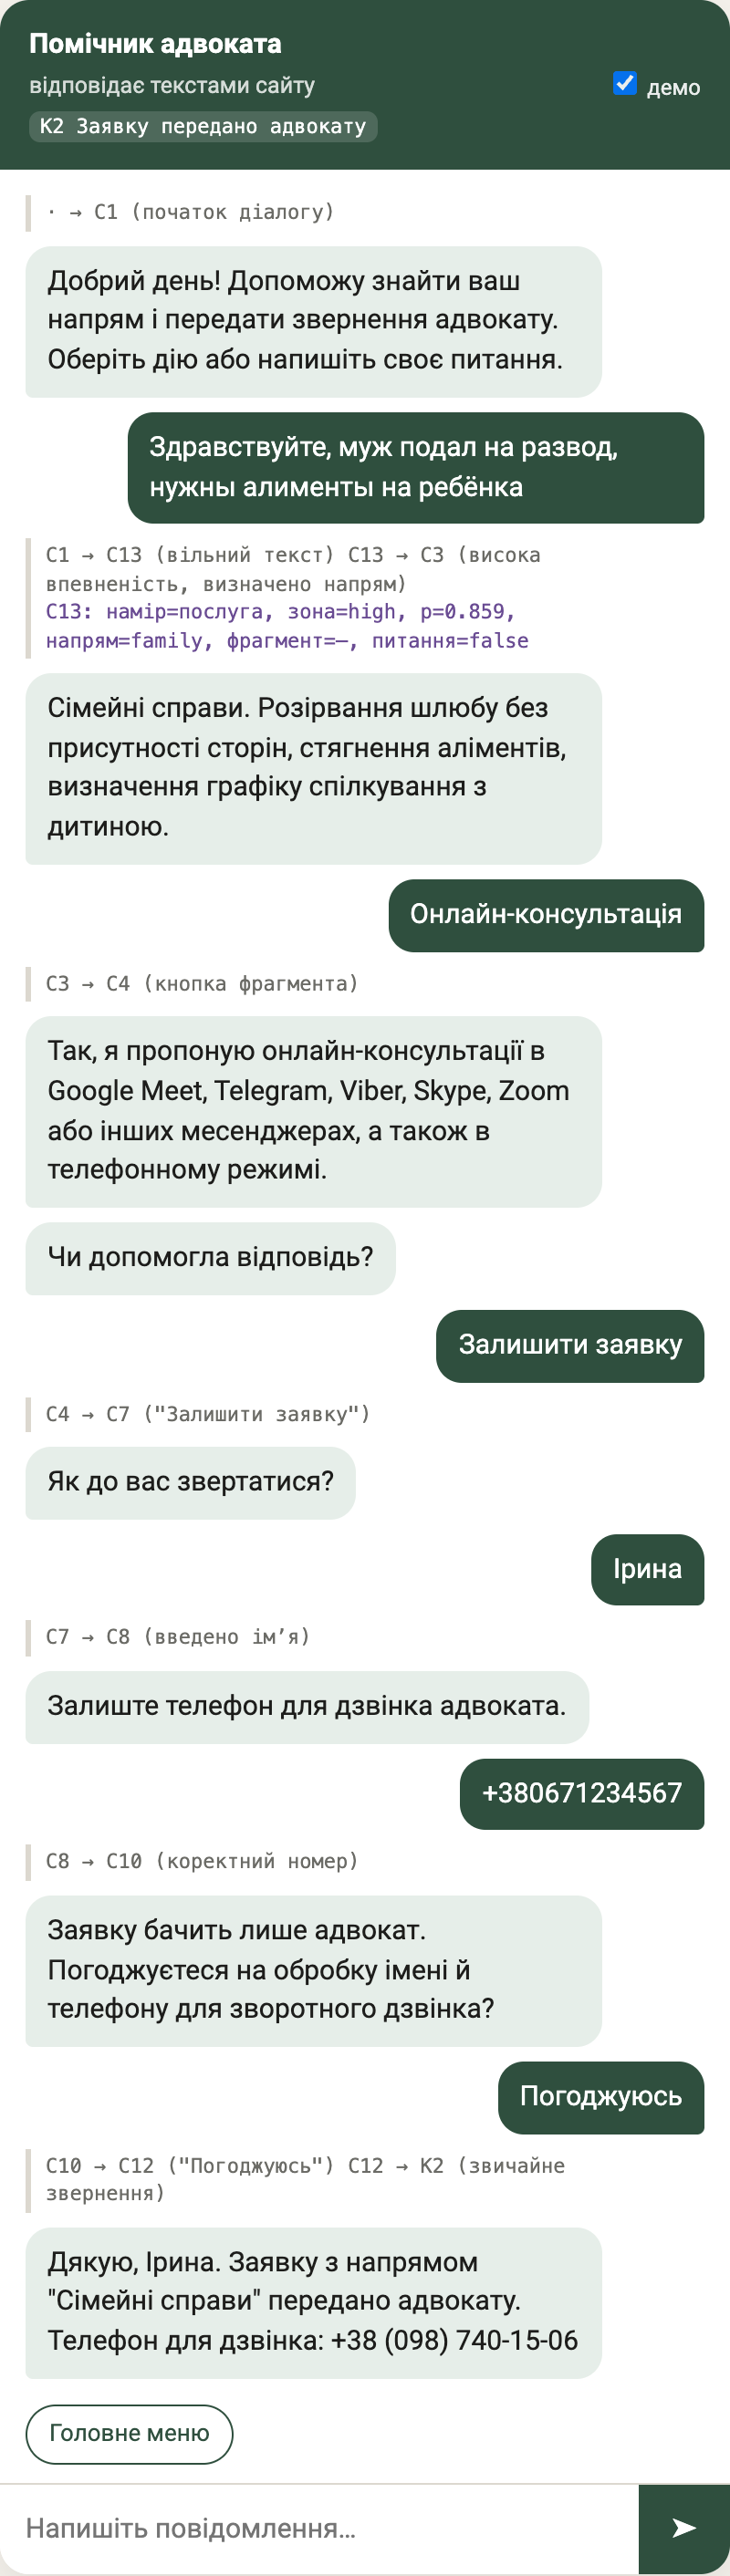 Помічник адвоката
відповідає текстами сайту
демо
К2 Заявку передано адвокату
· → С1 (початок діалогу)
Добрий день! Допоможу знайти ваш
напрям і передати звернення адвокату.
Оберіть дію або напишіть своє питання.
Здравствуйте, муж подал на развод,
нужны алименты на ребёнка
С1 → С13 (вільний текст) С13 → С3 (висока
впевненість, визначено напрям)
С13: намір=послуга, зона=high, p=0.859,
напрям=family, фрагмент=—, питання=false
Сімейні справи. Розірвання шлюбу без
присутності сторін, стягнення аліментів,
визначення графіку спілкування з
дитиною.
Онлайн-консультація
С3 → С4 (кнопка фрагмента)
Так, я пропоную онлайн-консультації в
Google Meet, Telegram, Viber, Skype, Zoom
або інших месенджерах, а також в
телефонному режимі.
Чи допомогла відповідь?
Залишити заявку
С4 → С7 ("Залишити заявку")
Як до вас звертатися?
Ірина
С7 → С8 (введено ім’я)
Залиште телефон для дзвінка адвоката.
+380671234567
С8 → С10 (коректний номер)
Заявку бачить лише адвокат.
Погоджуєтеся на обробку імені й
телефону для зворотного дзвінка?
Погоджуюсь
С10 → С12 ("Погоджуюсь") С12 → К2 (звичайне
звернення)
Дякую, Ірина. Заявку з напрямом
"Сімейні справи" передано адвокату.
Телефон для дзвінка: +38 (098) 740-15-06
Головне меню
Напишіть повідомлення…